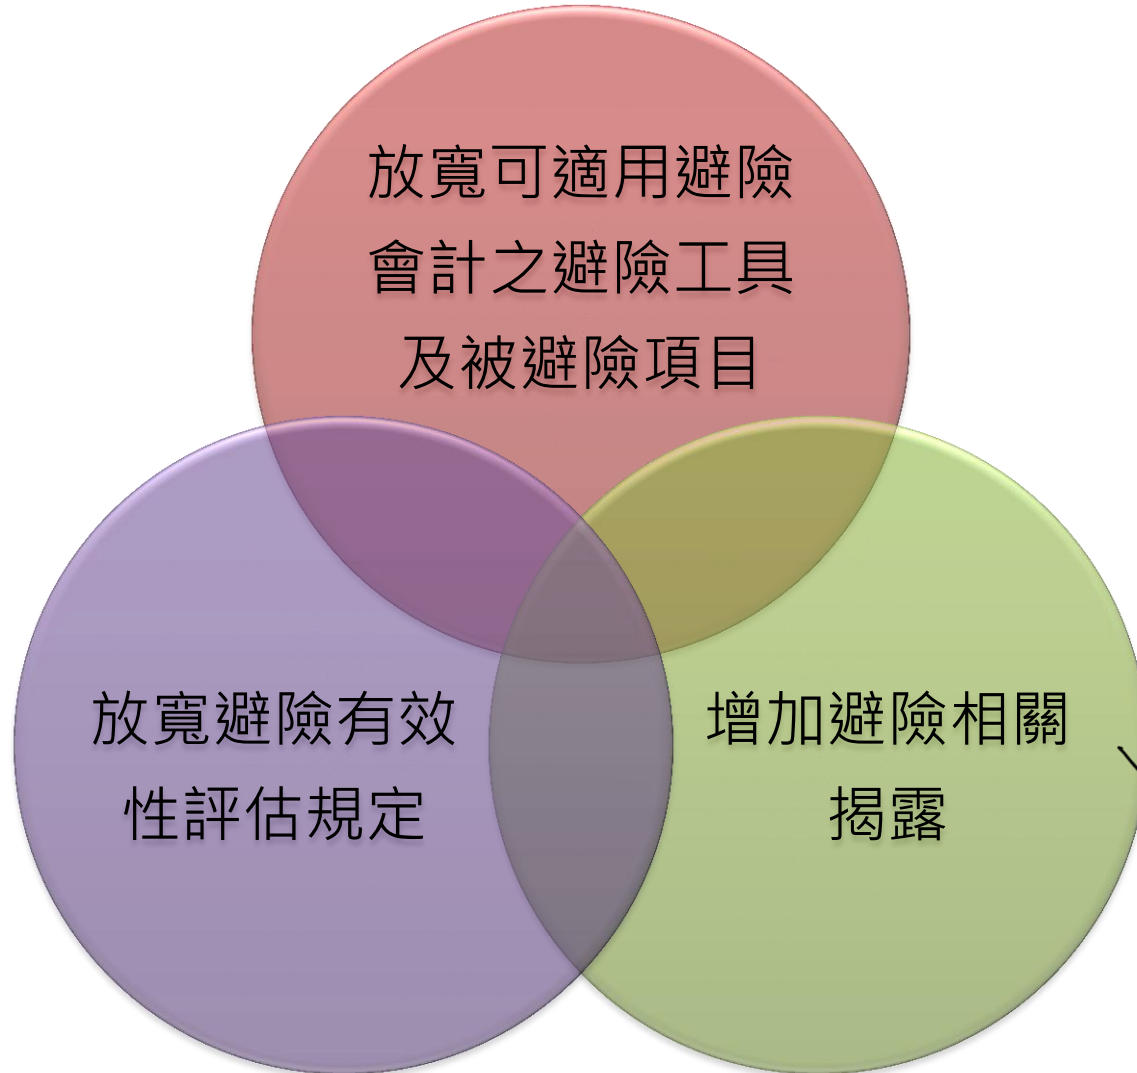 放寬可適用避險
會計之避險工具
及被避險項目
放寬避險有效
性評估規定
增加避險相關
揭露